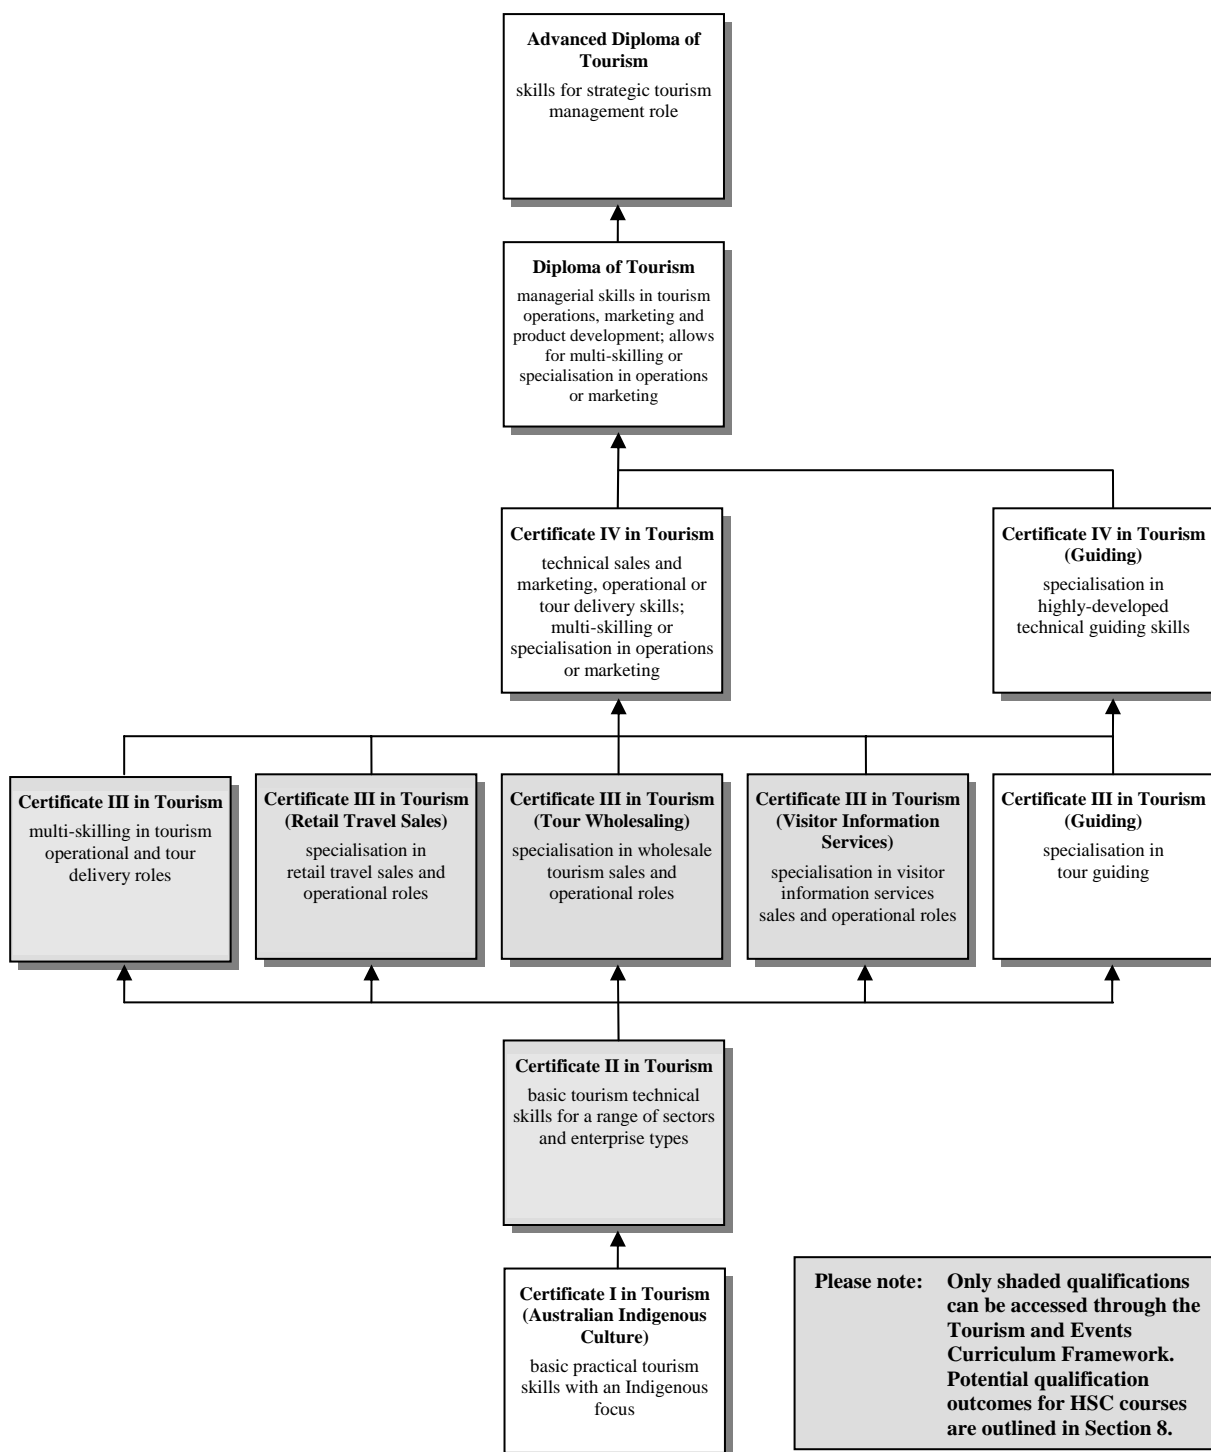 Advanced Diploma of
Tourism
skills for strategic tourism
management role
Diploma of Tourism
managerial skills in tourism
operations, marketing and
product development; allows
for multi-skilling or
specialisation in operations
or marketing
Certificate IV in Tourism
technical sales and
marketing, operational or
tour delivery skills;
multi-skilling or
specialisation in operations
or marketing
Certificate IV in Tourism
(Guiding)
specialisation in
highly-developed
technical guiding skills
Certificate III in Tourism
multi-skilling in tourism
operational and tour
delivery roles
Certificate III in Tourism
(Retail Travel Sales)
specialisation in
retail travel sales and
operational roles
Certificate III in Tourism
(Tour Wholesaling)
specialisation in wholesale
tourism sales and
operational roles
Certificate III in Tourism
(Visitor Information
Services)
specialisation in visitor
information services
sales and operational roles
Certificate III in Tourism
(Guiding)
specialisation in
tour guiding
Certificate II in Tourism
basic tourism technical
skills for a range of sectors
and enterprise types
Certificate I in Tourism
(Australian Indigenous
Culture)
basic practical tourism
skills with an Indigenous
focus
Please note: Only shaded qualifications
can be accessed through the
Tourism and Events
Curriculum Framework.
Potential qualification
outcomes for HSC courses
are outlined in Section 8.